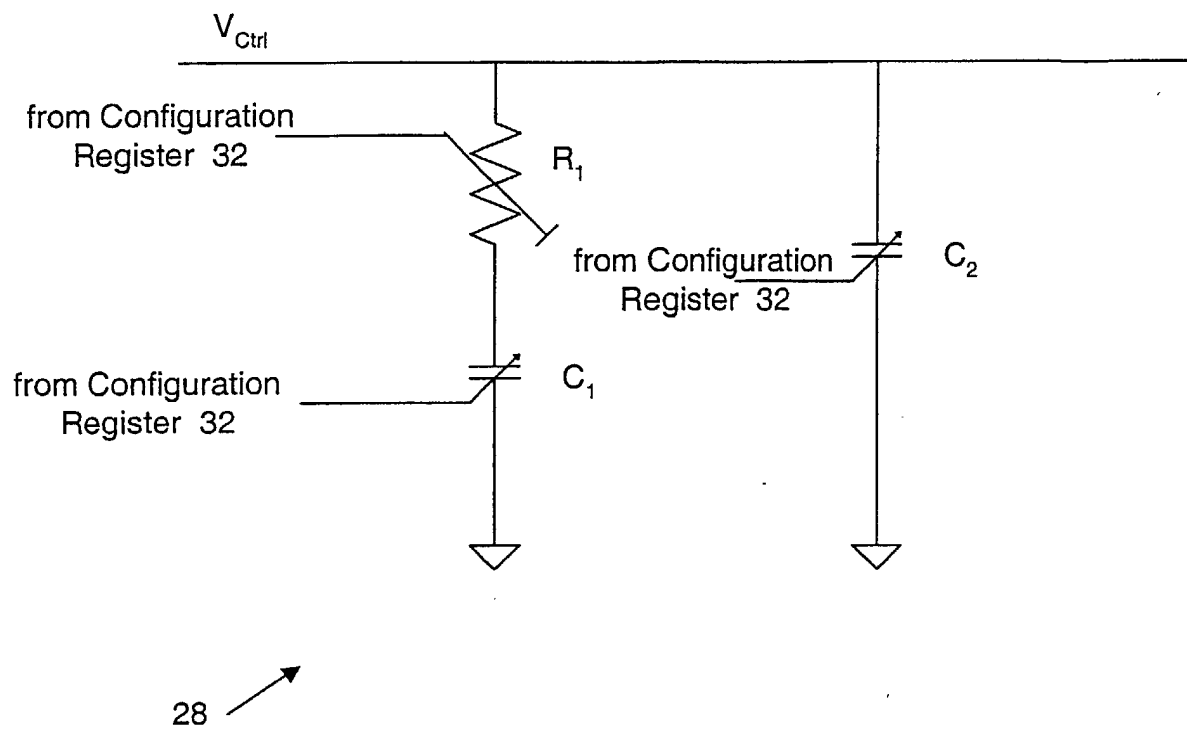 V_Ctrl
from Configuration
Register 32
R_1
from Configuration
Register 32
C_2
from Configuration
Register 32
C_1
28